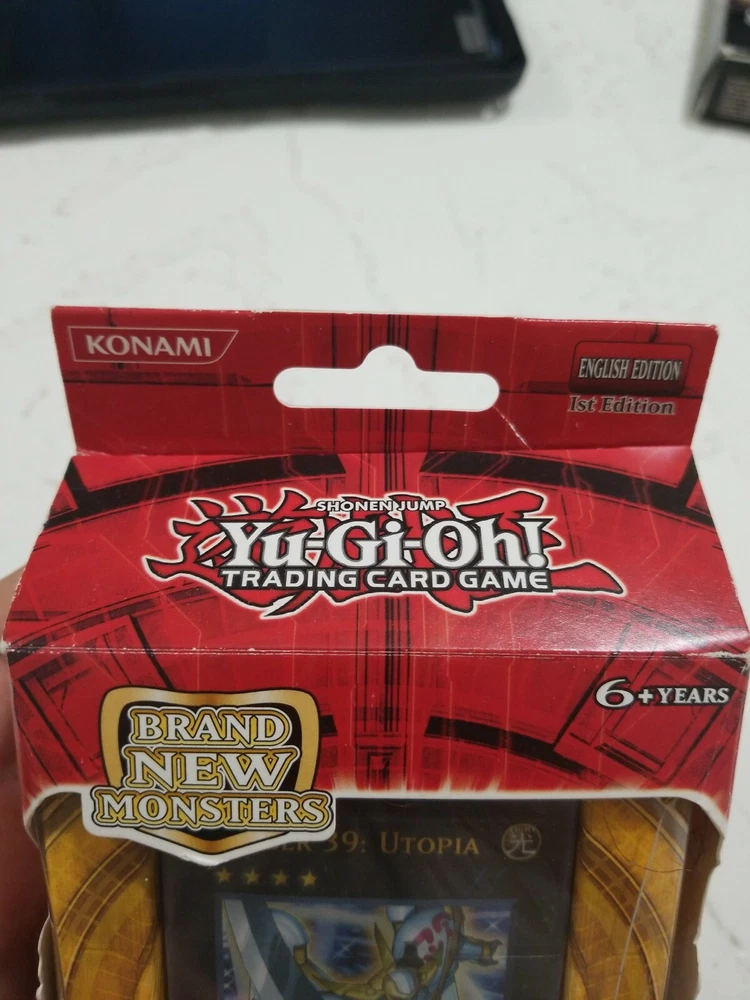 KONAMI
ENGLISH EDITION
1st Edition
SHONEN JUMP
Yu-Gi-Oh!
TRADING CARD GAME
6+YEARS
BRAND
NEW
MONSTERS
39: UTOPIA
光